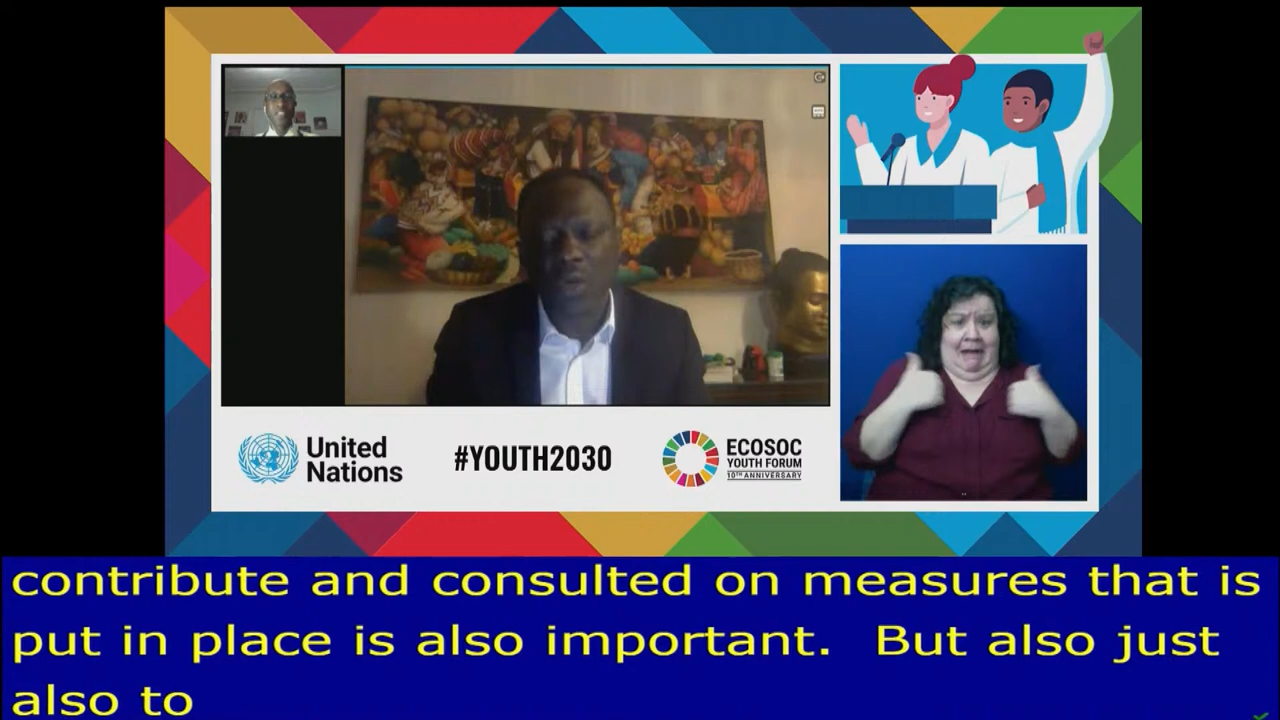 United
Nations
#YOUTH2030
ECOSOC
YOUTH FORUM
10TH ANNIVERSARY
contribute and consulted on measures that is
put in place is also important.  But also just
also to